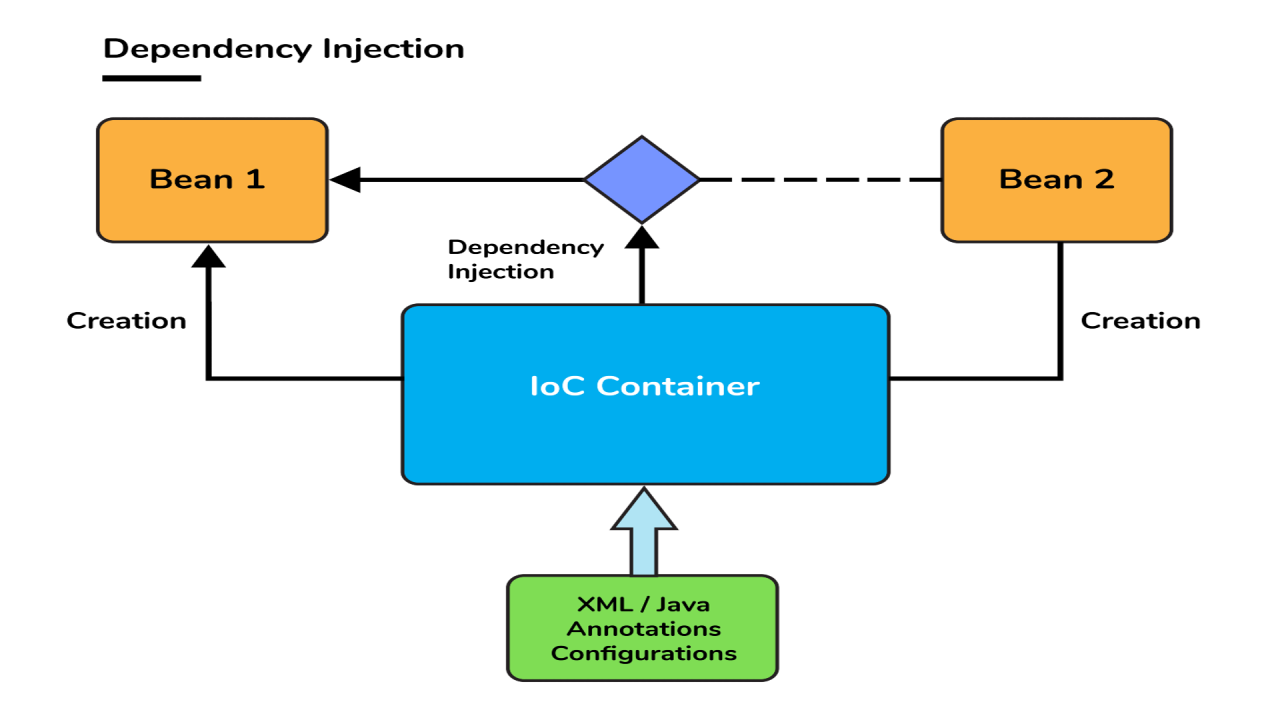 Dependency Injection
Bean 1
Bean 2
Dependency
Injection
Creation
Creation
IoC Container
XML / Java
Annotations
Configurations